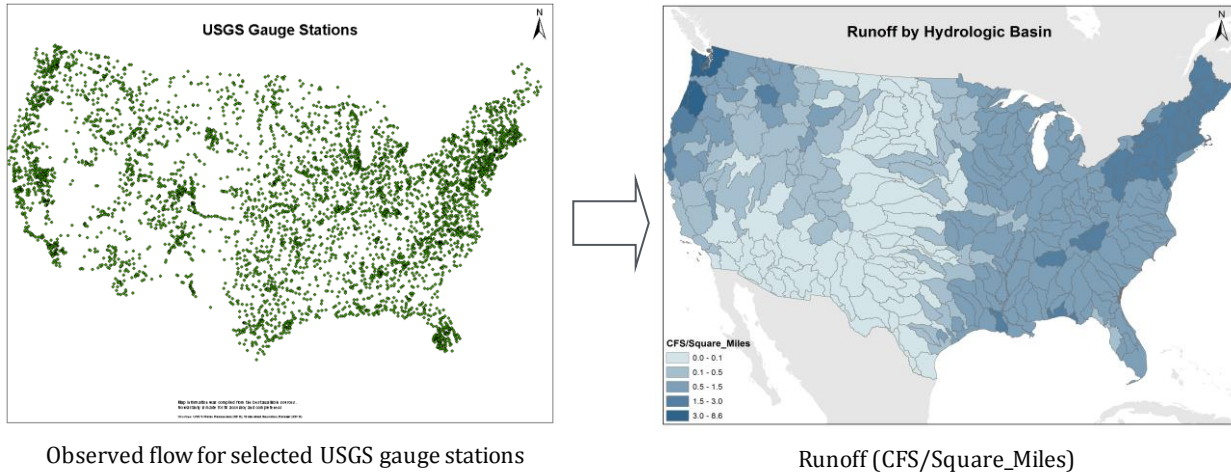 N
USGS Gauge Stations
Observed flow for selected USGS gauge stations
N
Runoff by Hydrologic Basin
CFS/Square_Miles
0.0 - 0.1
0.1 - 0.5
0.5 - 1.5
1.5 - 3.0
3.0 - 8.6
Runoff (CFS/Square_Miles)